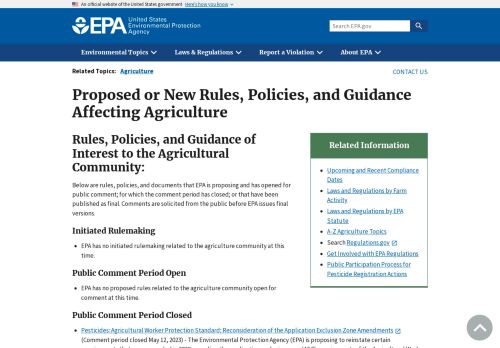 An official website of the United States government Here's how you know
EPA United States
Environmental Protection
Agency
Search EPA.gov
Environmental Topics Laws & Regulations Report a Violation About EPA
Related Topics: Agriculture
CONTACT US
Proposed or New Rules, Policies, and Guidance
Affecting Agriculture
Rules, Policies, and Guidance of
Interest to the Agricultural
Community:
Below are rules, policies, and documents that EPA is proposing and has opened for
public comment; for which the comment period has closed; or that have been
published as final. Comments are solicited from the public before EPA issues final
versions.
Initiated Rulemaking
EPA has no initiated rulemaking related to the agriculture community at this
time.
Public Comment Period Open
EPA has no proposed rules related to the agriculture community open for
comment at this time.
Public Comment Period Closed
Pesticides: Agricultural Worker Protection Standard: Reconsideration of the Application Exclusion Zone Amendments
(Comment period closed May 12, 2023) - The Environmental Protection Agency (EPA) is proposing to reinstate certain
Related Information
Upcoming and Recent Compliance
Dates
Laws and Regulations by Farm
Activity
Laws and Regulations by EPA
Statute
A-Z Agriculture Topics
Search Regulations.gov
Get Involved with EPA Regulations
Public Participation Process for
Pesticide Registration Actions